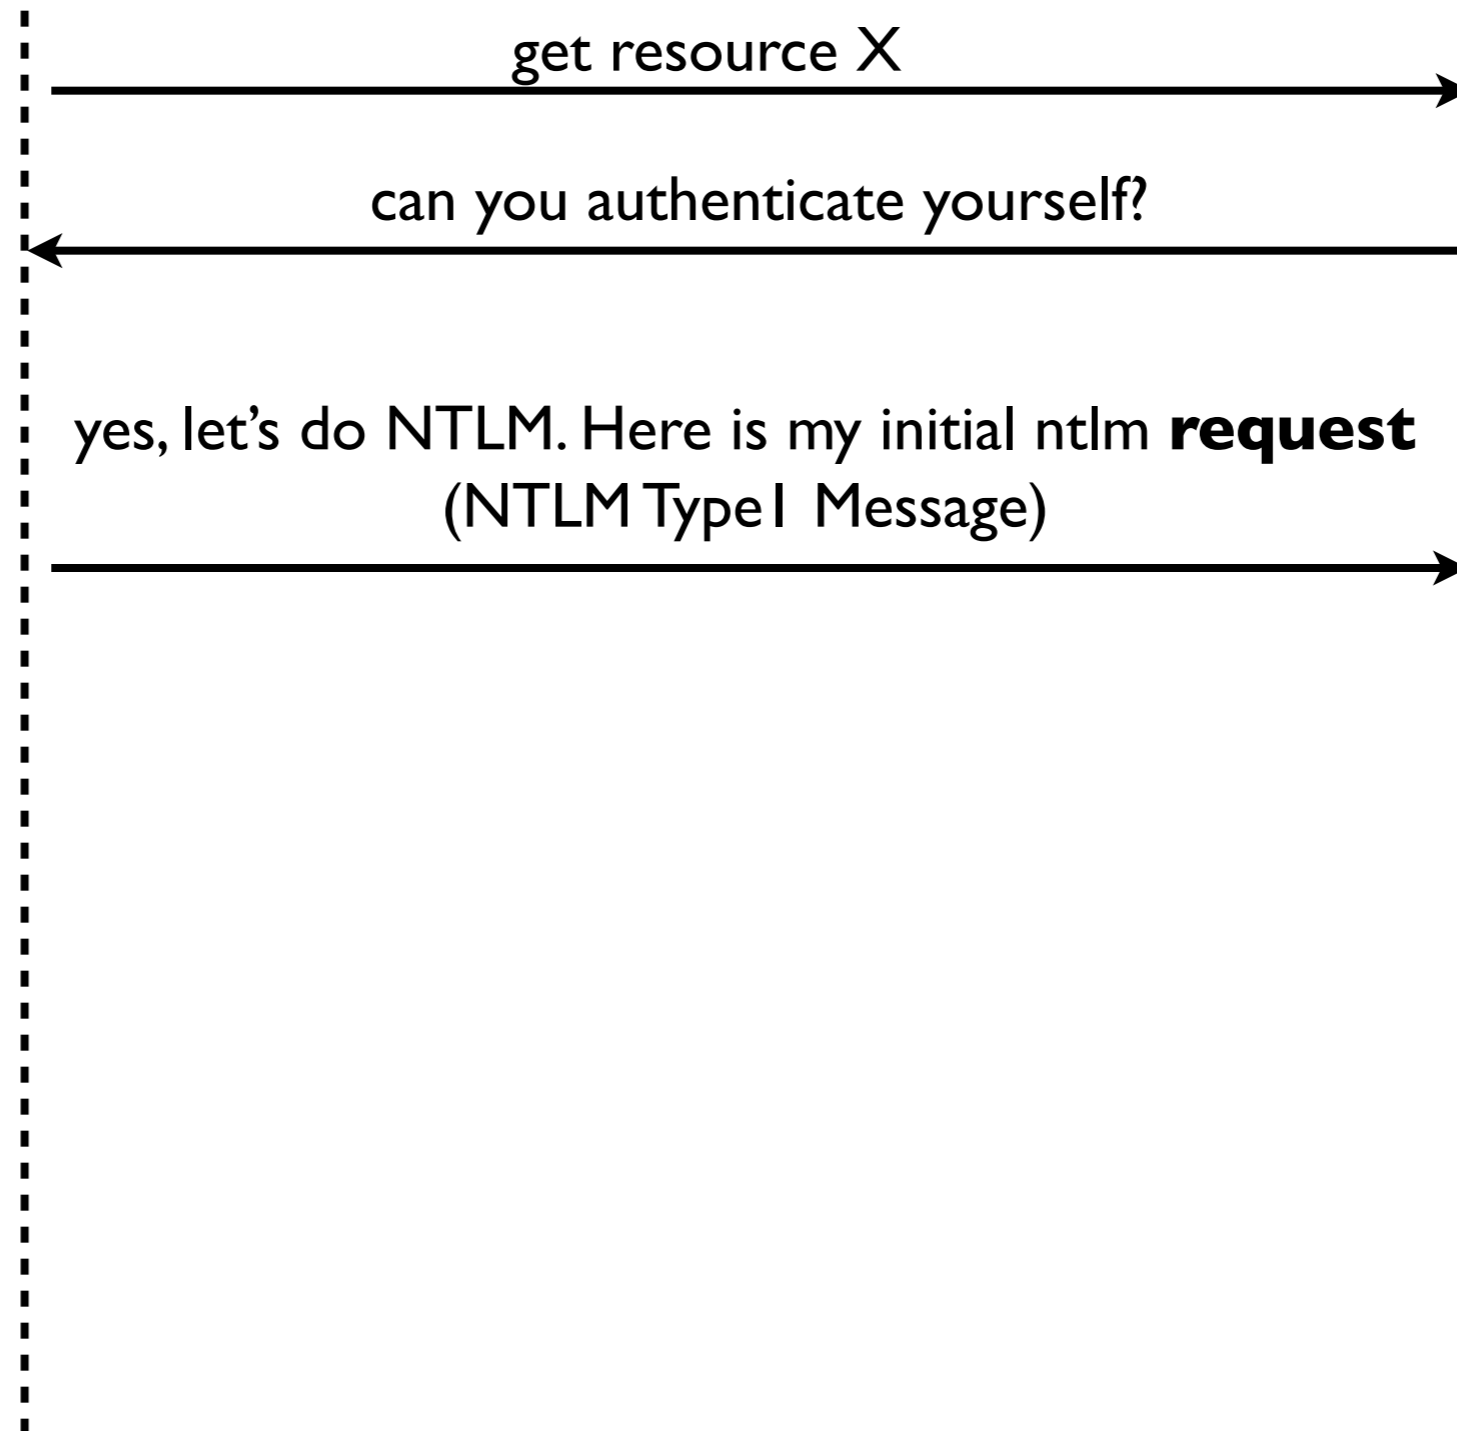 get resource X
can you authenticate yourself?
yes, let’s do NTLM. Here is my initial ntlm request
(NTLM Type1 Message)